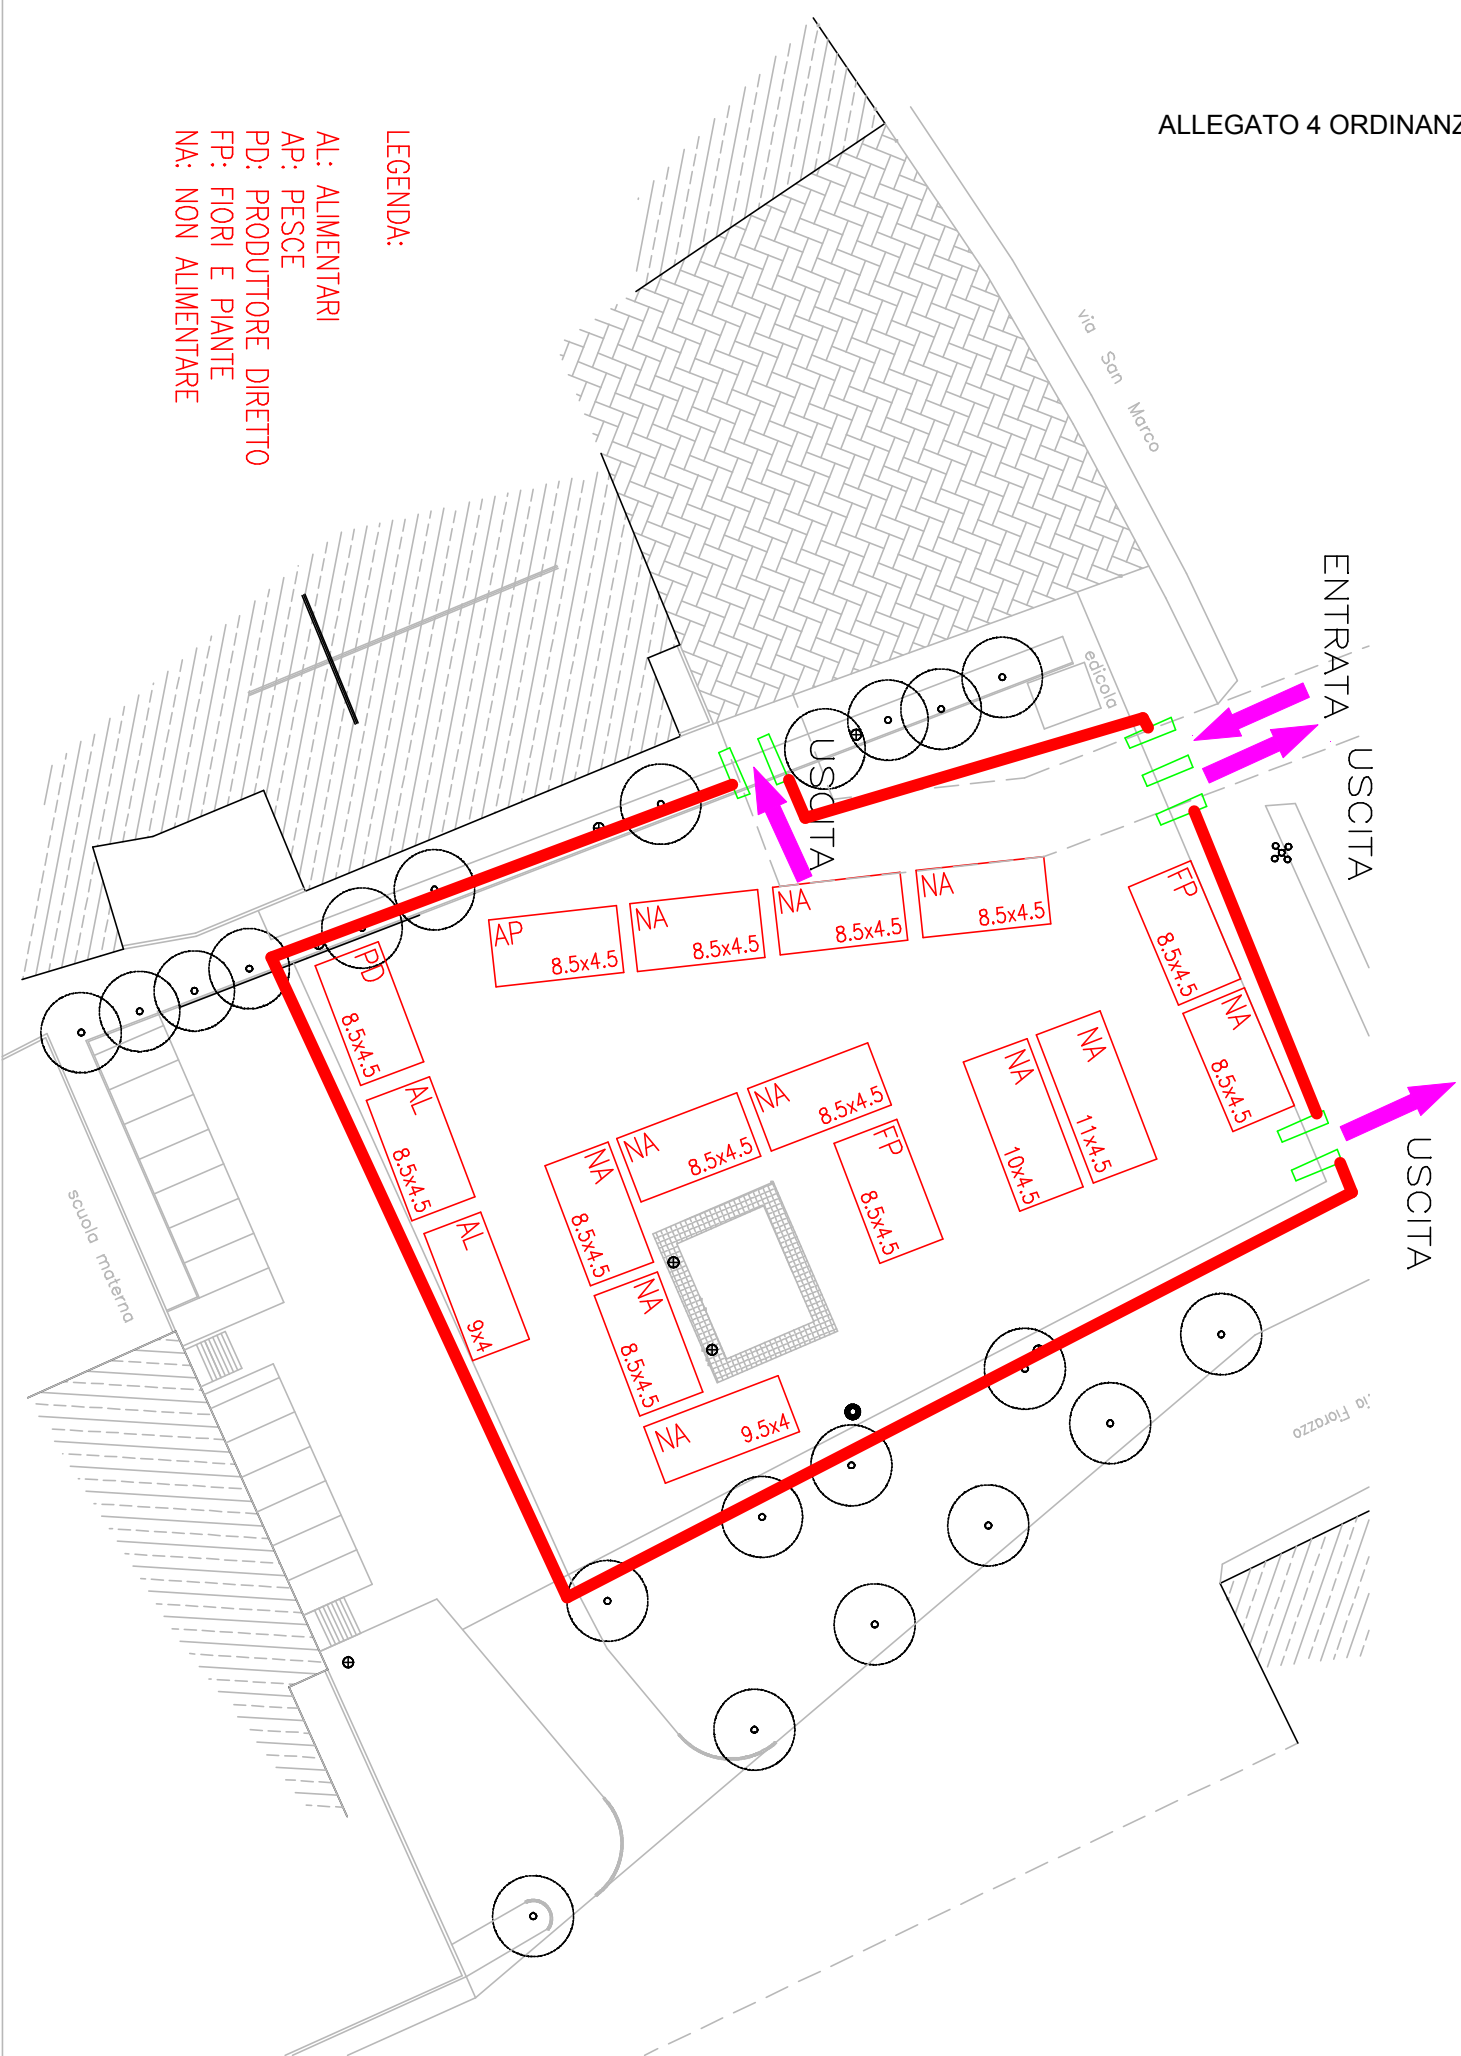 ALLEGATO 4 ORDINANZ
LEGENDA:
AL: ALIMENTARI
AP: PESCE
PD: PRODUTTORE DIRETTO
FP: FIORI E PIANTE
NA: NON ALIMENTARE
via San Marco
edicola
ENTRATA
USCITA
USCITA
USCITA
FP
8.5x4.5
NA
8.5x4.5
NA
8.5x4.5
NA
8.5x4.5
NA
8.5x4.5
AP
8.5x4.5
PD
8.5x4.5
AL
8.5x4.5
AL
9x4
NA
11x4.5
NA
10x4.5
NA
8.5x4.5
NA
8.5x4.5
FP
8.5x4.5
NA
8.5x4.5
NA
8.5x4.5
NA
9.5x4
scuola materna
Fiorazzo